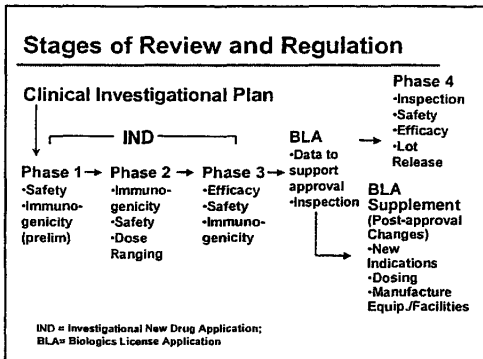 Stages of Review and Regulation
Clinical Investigational Plan
IND
Phase 1
•Safety
•Immuno-
genicity
(prelim)
Phase 2
•Immuno-
genicity
•Safety
•Dose
Ranging
Phase 3
•Efficacy
•Safety
•Immuno-
genicity
BLA
•Data to
support
approval
•Inspection
Phase 4
•Inspection
•Safety
•Efficacy
•Lot
Release
BLA
Supplement
(Post-approval
Changes)
•New
Indications
•Dosing
•Manufacture
Equip./Facilities
IND = Investigational New Drug Application;
BLA= Biologics License Application